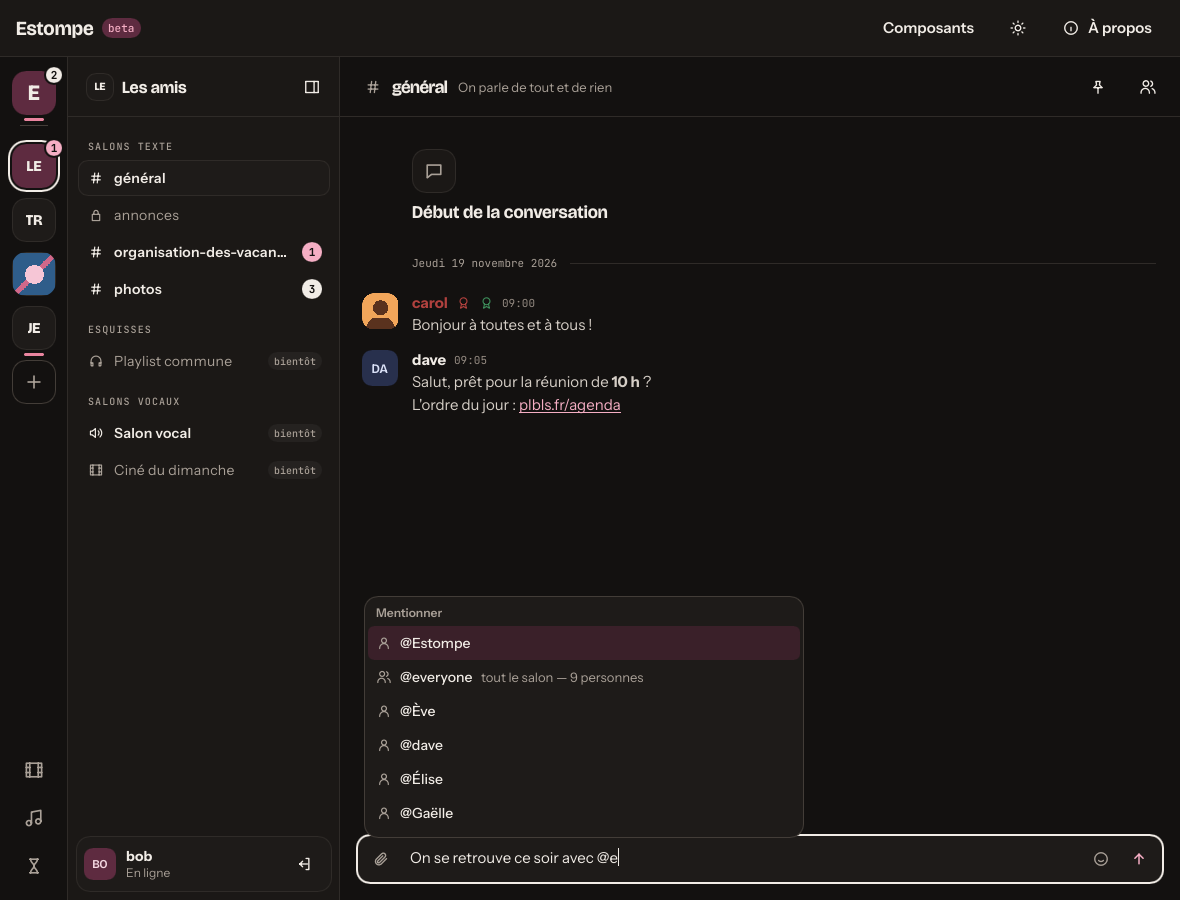 Estompe beta
Composants
À propos
E
2
LE
1
TR
JE
LE Les amis
SALONS TEXTE
# général
annonces
# organisation-des-vacan… 1
# photos 3
ESQUISSES
Playlist commune bientôt
SALONS VOCAUX
Salon vocal bientôt
Ciné du dimanche bientôt
BO
bob
En ligne
# général On parle de tout et de rien
Début de la conversation
Jeudi 19 novembre 2026
carol 09:00
Bonjour à toutes et à tous !
DA
dave 09:05
Salut, prêt pour la réunion de 10 h ?
L'ordre du jour : plbls.fr/agenda
Mentionner
@Estompe
@everyone tout le salon — 9 personnes
@Ève
@dave
@Élise
@Gaëlle
On se retrouve ce soir avec @e